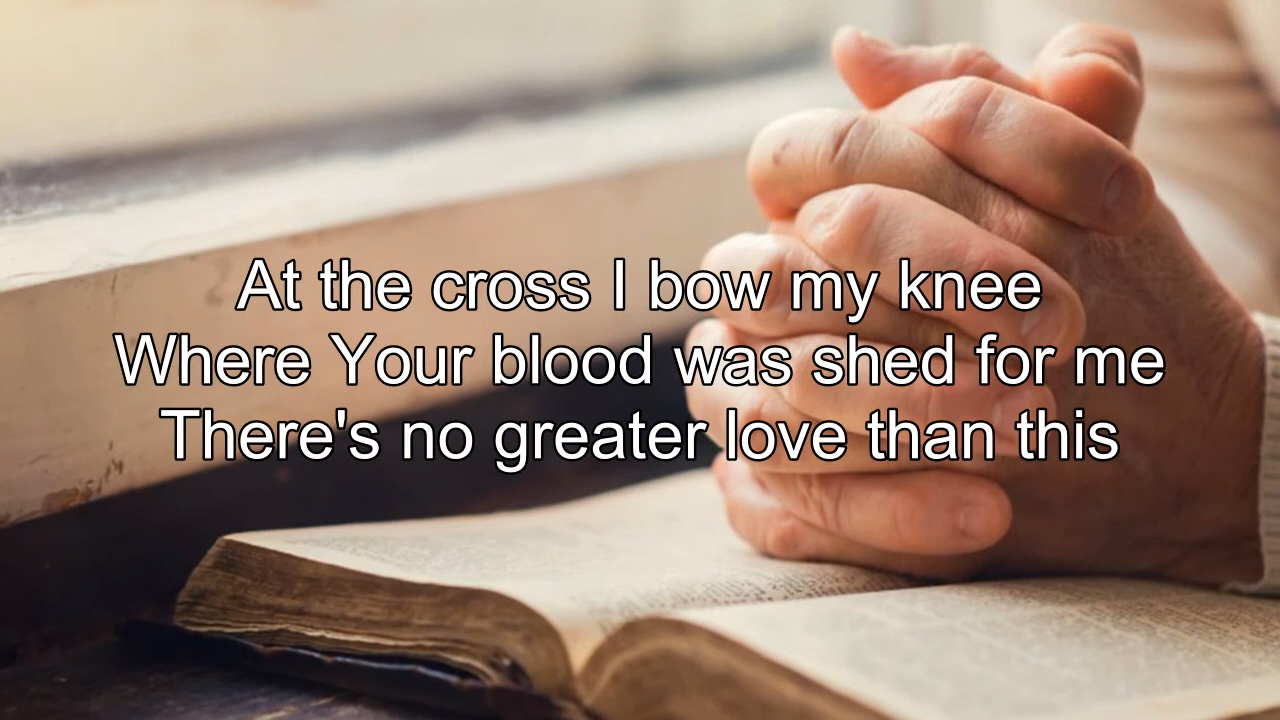 At the cross I bow my knee
Where Your blood was shed for me
There's no greater love than this